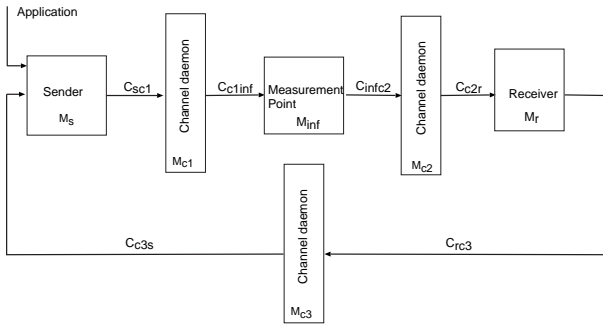 Application
Sender
Ms
Csc1
Channel daemon
Mc1
Cc1inf
Measurement
Point
Minf
Cinfc2
Channel daemon
Mc2
Cc2r
Receiver
Mr
Cc3s
Channel daemon
Mc3
Crc3